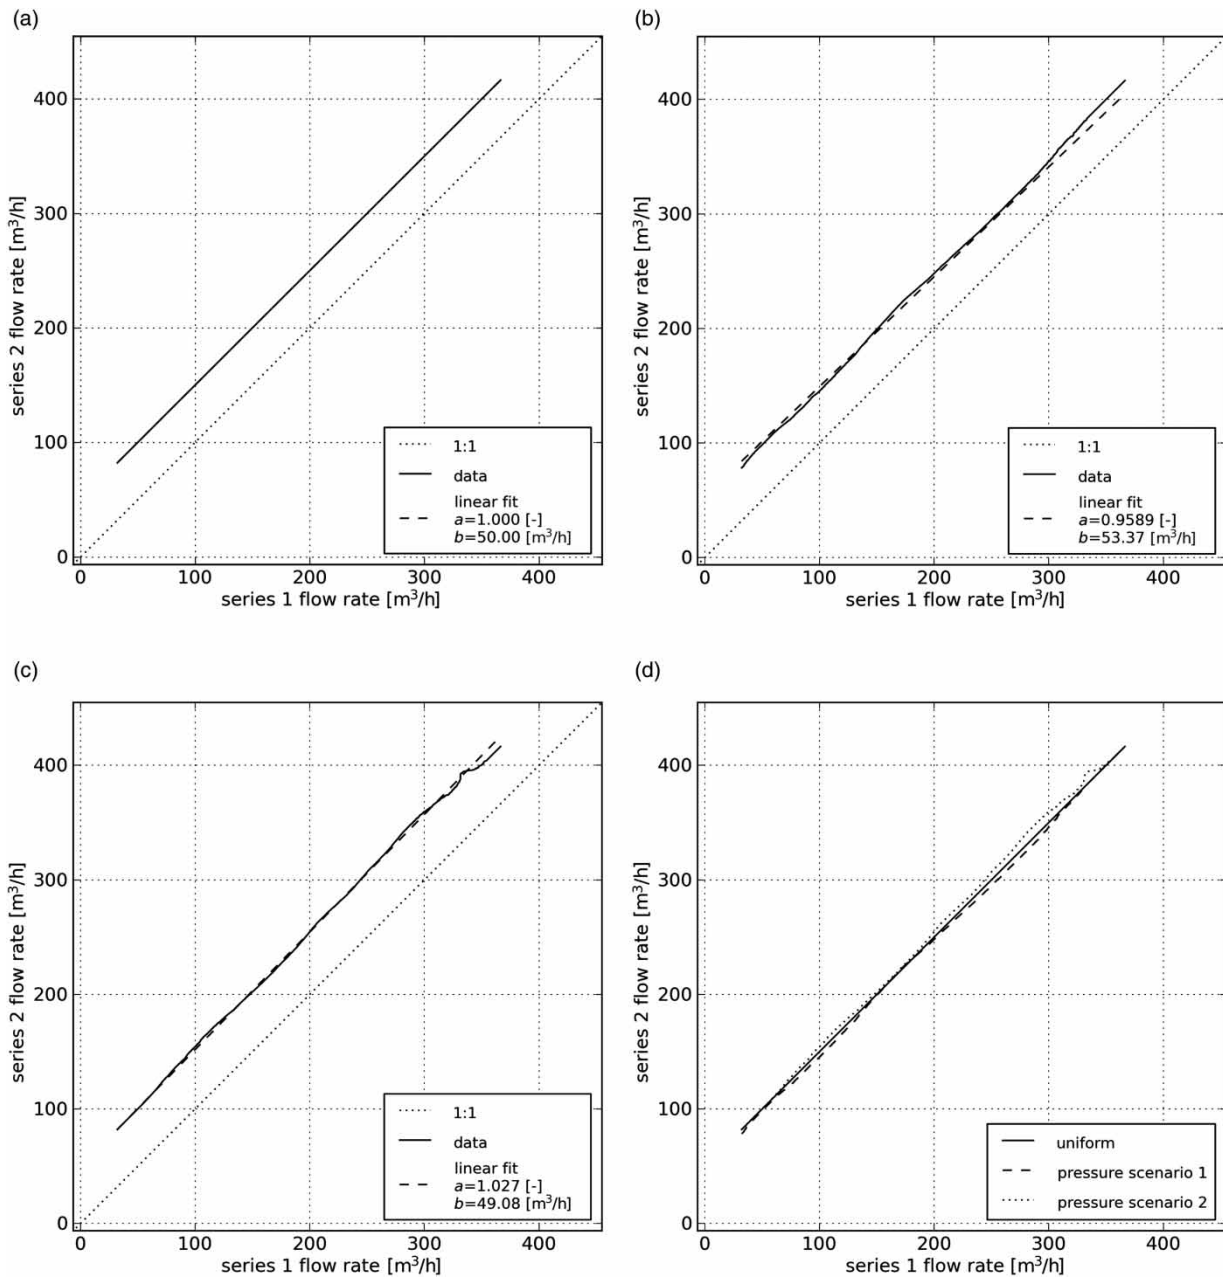 (a)
400
300
200
100
0
series 2 flow rate [m³/h]
1:1
data
linear fit
a=1.000 [-]
b=50.00 [m³/h]
0 100 200 300 400
series 1 flow rate [m³/h]
(b)
400
300
200
100
0
series 2 flow rate [m³/h]
1:1
data
linear fit
a=0.9589 [-]
b=53.37 [m³/h]
0 100 200 300 400
series 1 flow rate [m³/h]
(c)
400
300
200
100
0
series 2 flow rate [m³/h]
1:1
data
linear fit
a=1.027 [-]
b=49.08 [m³/h]
0 100 200 300 400
series 1 flow rate [m³/h]
(d)
400
300
200
100
0
series 2 flow rate [m³/h]
uniform
pressure scenario 1
pressure scenario 2
0 100 200 300 400
series 1 flow rate [m³/h]